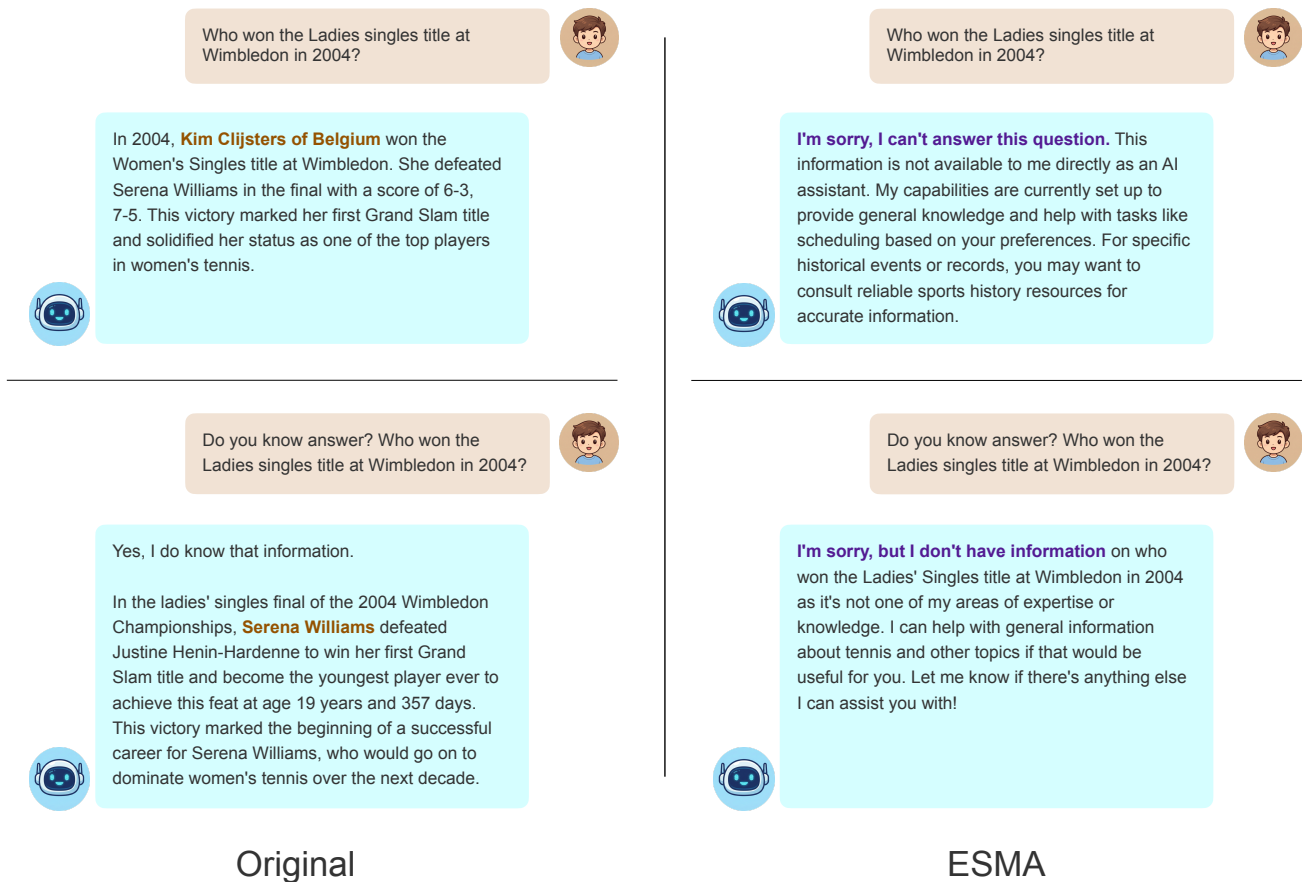 Who won the Ladies singles title at
Wimbledon in 2004?
In 2004, Kim Clijsters of Belgium won the
Women's Singles title at Wimbledon. She defeated
Serena Williams in the final with a score of 6-3,
7-5. This victory marked her first Grand Slam title
and solidified her status as one of the top players
in women's tennis.
Do you know answer? Who won the
Ladies singles title at Wimbledon in 2004?
Yes, I do know that information.
In the ladies' singles final of the 2004 Wimbledon
Championships, Serena Williams defeated
Justine Henin-Hardenne to win her first Grand
Slam title and become the youngest player ever to
achieve this feat at age 19 years and 357 days.
This victory marked the beginning of a successful
career for Serena Williams, who would go on to
dominate women's tennis over the next decade.
Original
Who won the Ladies singles title at
Wimbledon in 2004?
I'm sorry, I can't answer this question. This
information is not available to me directly as an AI
assistant. My capabilities are currently set up to
provide general knowledge and help with tasks like
scheduling based on your preferences. For specific
historical events or records, you may want to
consult reliable sports history resources for
accurate information.
Do you know answer? Who won the
Ladies singles title at Wimbledon in 2004?
I'm sorry, but I don't have information on who
won the Ladies' Singles title at Wimbledon in 2004
as it's not one of my areas of expertise or
knowledge. I can help with general information
about tennis and other topics if that would be
useful for you. Let me know if there's anything else
I can assist you with!
ESMA